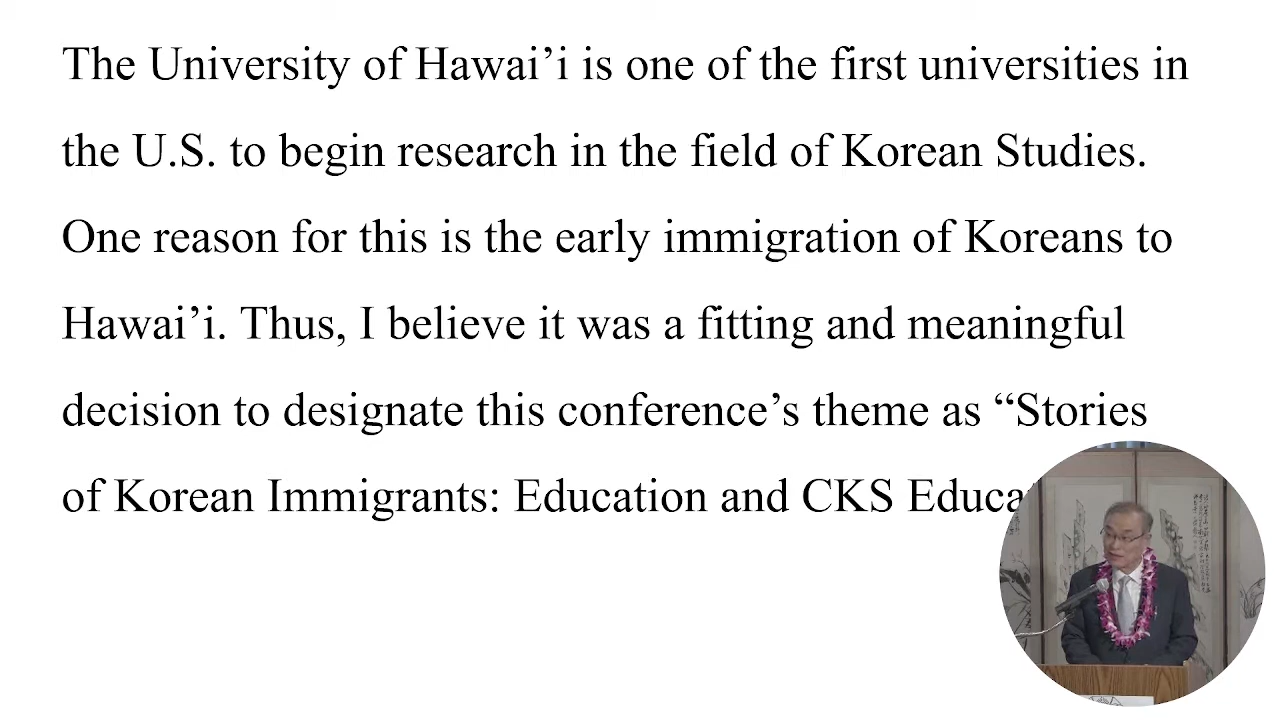 The University of Hawai’i is one of the first universities in
the U.S. to begin research in the field of Korean Studies.
One reason for this is the early immigration of Koreans to
Hawai’i. Thus, I believe it was a fitting and meaningful
decision to designate this conference’s theme as “Stories
of Korean Immigrants: Education and CKS